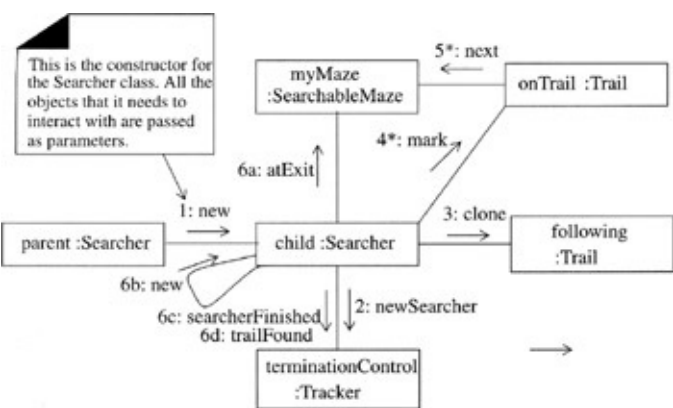 This is the constructor for
the Searcher class. All the
objects that it needs to
interact with are passed
as parameters.
myMaze
:SearchableMaze
5*: next
onTrail :Trail
4*: mark
6a: atExit
1: new
3: clone
parent :Searcher
child :Searcher
following
:Trail
6b: new
2: newSearcher
6c: searcherFinished
6d: trailFound
terminationControl
:Tracker